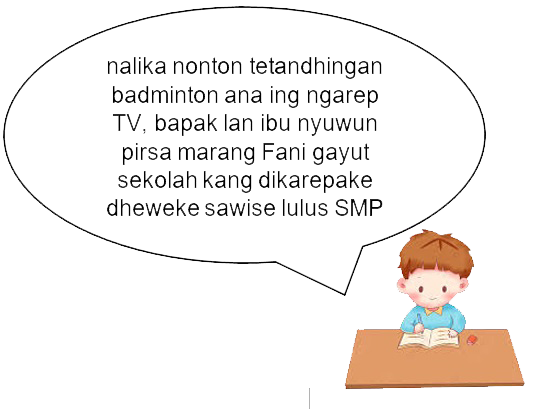 nalika nonton tetandhingan
badminton ana ing ngarep
TV, bapak lan ibu nyuwun
pirsa marang Fani gayut
sekolah kang dikarepake
dheweke sawise lulus SMP